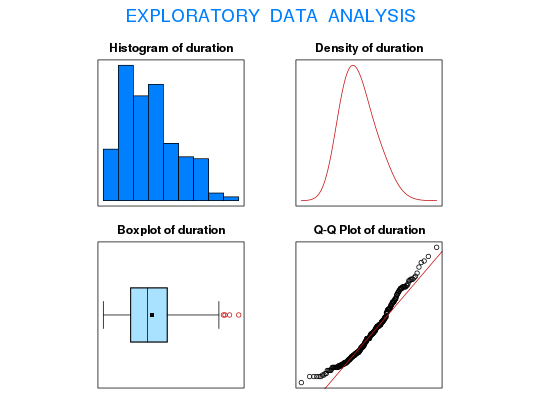 EXPLORATORY DATA ANALYSIS
Histogram of duration
Density of duration
Boxplot of duration
Q-Q Plot of duration